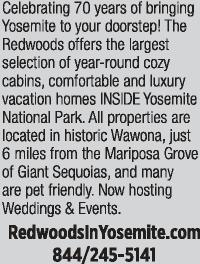 Celebrating 70 years of bringing
Yosemite to your doorstep! The
Redwoods offers the largest
selection of year-round cozy
cabins, comfortable and luxury
vacation homes INSIDE Yosemite
National Park. All properties are
located in historic Wawona, just
6 miles from the Mariposa Grove
of Giant Sequoias, and many
are pet friendly. Now hosting
Weddings & Events.
RedwoodsInYosemite.com
844/245-5141